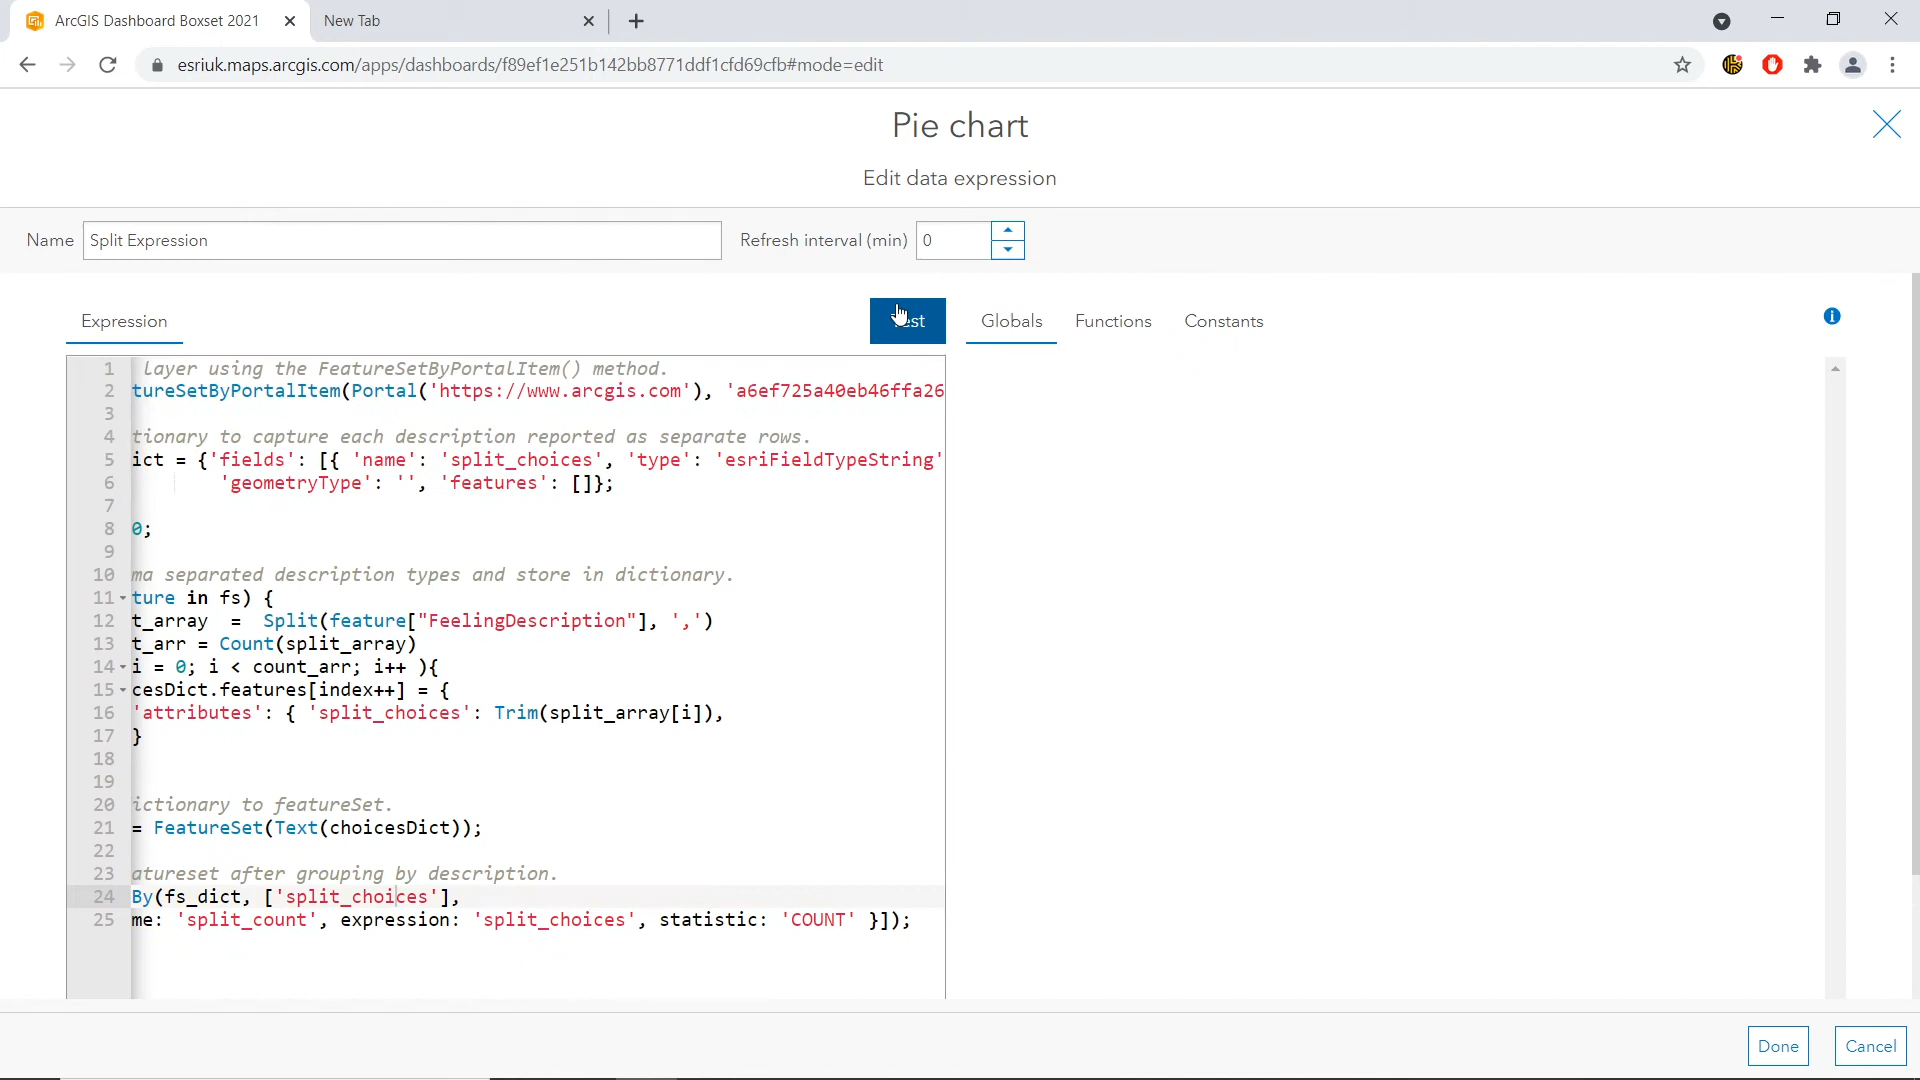 ArcGIS Dashboard Boxset 2021
New Tab
esriuk.maps.arcgis.com/apps/dashboards/f89ef1e251b142bb8771ddf1cfd69cfb#mode=edit
Pie chart
Edit data expression
Name Split Expression Refresh interval (min) 0
Expression Globals Functions Constants
1 layer using the FeatureSetByPortalItem() method.
2 tureSetByPortalItem(Portal('https://www.arcgis.com'), 'a6ef725a40eb46ffa26
3
4 tionary to capture each description reported as separate rows.
5 ict = {'fields': [{ 'name': 'split_choices', 'type': 'esriFieldTypeString'
6 'geometryType': '', 'features': []};
7
8 0;
9
10 ma separated description types and store in dictionary.
11 ture in fs) {
12 t_array = Split(feature["FeelingDescription"], ',')
13 t_arr = Count(split_array)
14 i = 0; i < count_arr; i++ ){
15 cesDict.features[index++] = {
16 'attributes': { 'split_choices': Trim(split_array[i]),
17 }
18
19
20 ictionary to featureSet.
21 = FeatureSet(Text(choicesDict));
22
23 atureset after grouping by description.
24 By(fs_dict, ['split_choices'],
25 me: 'split_count', expression: 'split_choices', statistic: 'COUNT' }]);
Done Cancel